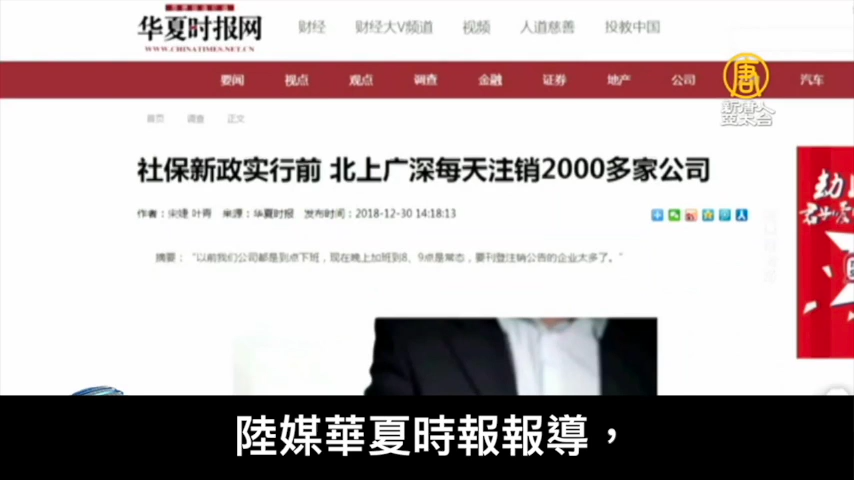 华夏时报网
WWW.CHINATIMES.NET.CN
财经 财经大V频道 视频 人道慈善 投教中国
要闻 视点 观点 调查 金融 证券 地产 公司 汽车
新唐人
亞太台
首页 调查 正文
社保新政实行前 北上广深每天注销2000多家公司
来源：华夏时报 发布时间：2018-12-30 14:18:13
摘要：“以前我们公司都是到点下班，现在晚上加班到8、9点是常态，要刊登注销公告的企业太多了。”
陸媒華夏時報報導，